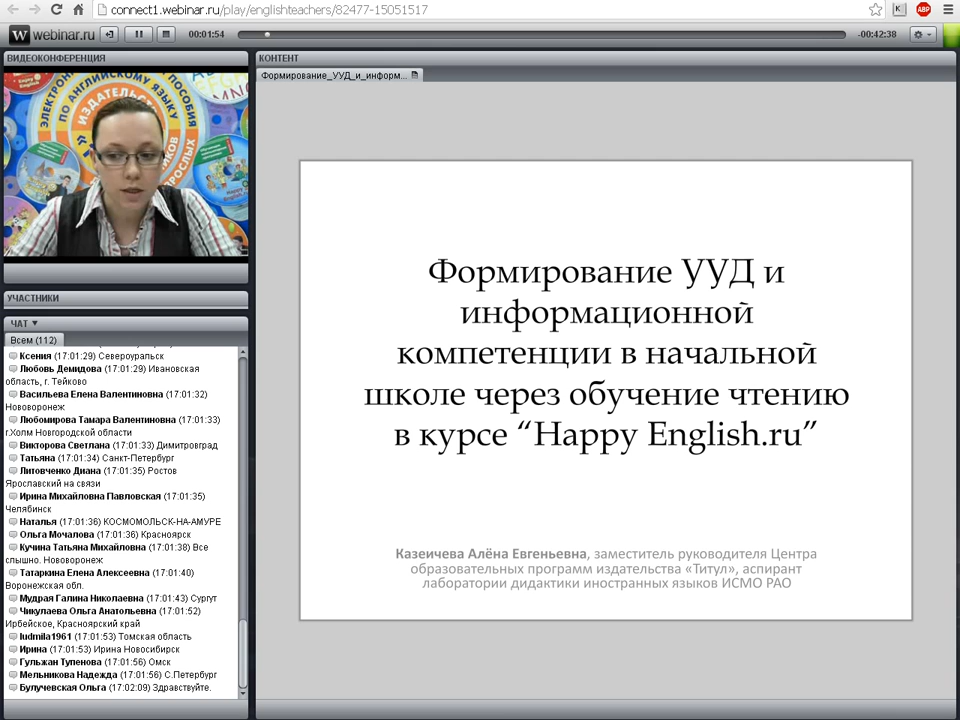 connect1.webinar.ru/play/englishteachers/82477-15051517
K
ABP
W webinar.ru
00:01:54
-00:42:38
ВИДЕОКОНФЕРЕНЦИЯ
КОНТЕНТ
Формирование_УУД_и_информ...
ЭЛЕКТРОННЫЕ
ПОСОБИЯ
ПО АНГЛИЙСКОМУ ЯЗЫКУ
ИЗДАТЕЛЬСТВО
Happy English
УЧАСТНИКИ
ЧАТ
Всем (112)
Ксения (17:01:29) Североуральск
Любовь Демидова (17:01:29) Ивановская
область, г. Тейково
Васильева Елена Валентиновна (17:01:32)
Нововоронеж
Любомирова Тамара Валентиновна (17:01:33)
г.Холм Новгородской области
Викторова Светлана (17:01:33) Димитровград
Татьяна (17:01:34) Санкт-Петербург
Литовченко Диана (17:01:35) Ростов
Ярославский на связи
Ирина Михайловна Павловская (17:01:35)
Челябинск
Наталья (17:01:36) КОСМОМОЛЬСК-НА-АМУРЕ
Ольга Мочалова (17:01:36) Красноярск
Кучина Татьяна Михайловна (17:01:38) Все
слышно. Нововоронеж
Татаркина Елена Алексеевна (17:01:40)
Воронежская обл.
Мудрая Галина Николаевна (17:01:43) Сургут
Чикулаева Ольга Анатольевна (17:01:52)
Ирбейское, Красноярский край
ludmila1961 (17:01:53) Томская область
Ирина (17:01:53) Ирина Новосибирск
Гульжан Тупенова (17:01:56) Омск
Мельникова Надежда (17:01:56) С.Петербург
Булучевская Ольга (17:02:09) Здравствуйте.
Формирование УУД и
информационной
компетенции в начальной
школе через обучение чтению
в курсе “Happy English.ru”
Казеичева Алёна Евгеньевна, заместитель руководителя Центра
образовательных программ издательства «Титул», аспирант
лаборатории дидактики иностранных языков ИСМО РАО